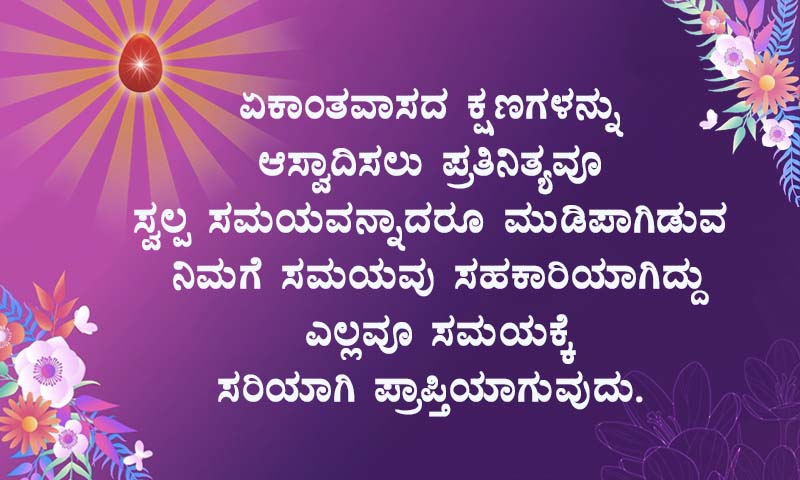 ಏಕಾಂತವಾಸದ ಕ್ಷಣಗಳನ್ನು
ಆಸ್ವಾದಿಸಲು ಪ್ರತಿನಿತ್ಯವೂ
ಸ್ವಲ್ಪ ಸಮಯವನ್ನಾದರೂ ಮುಡಿಪಾಗಿಡುವ
ನಿಮಗೆ ಸಮಯವು ಸಹಕಾರಿಯಾಗಿದ್ದು
ಎಲ್ಲವೂ ಸಮಯಕ್ಕೆ
ಸರಿಯಾಗಿ ಪ್ರಾಪ್ತಿಯಾಗುವುದು.